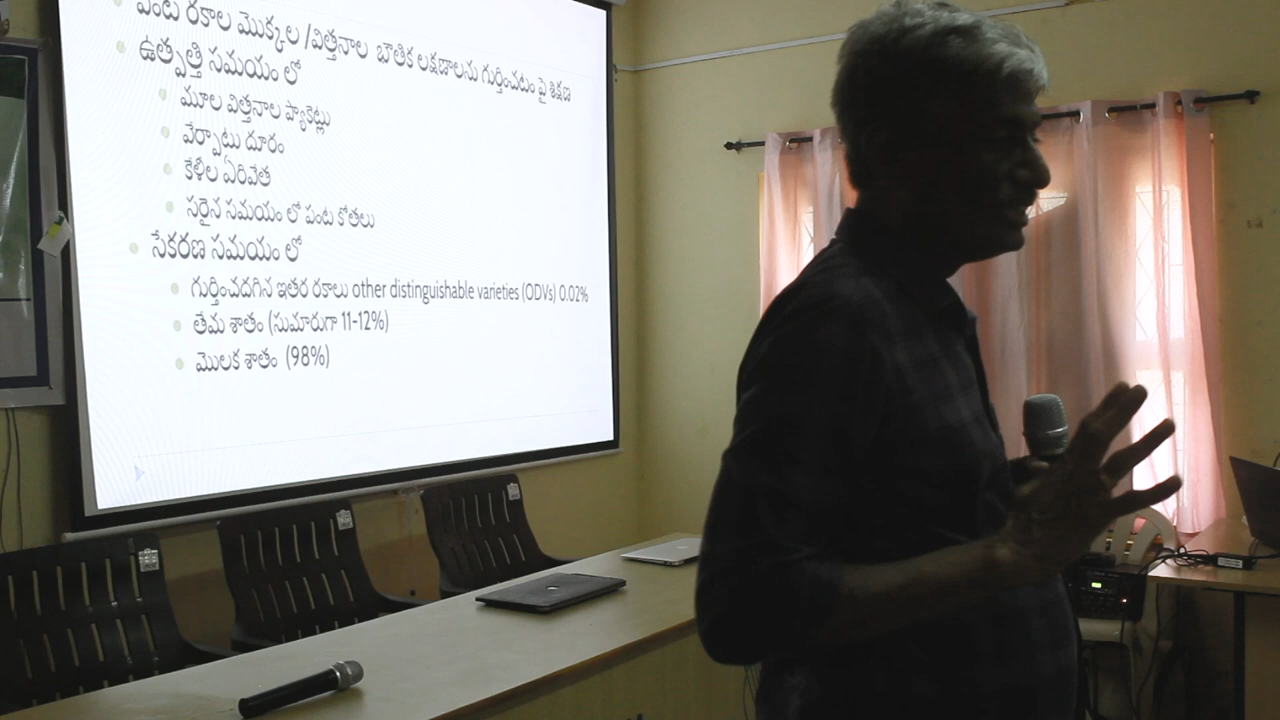 పంట రకాల మొక్కల /విత్తనాల బౌతిక లక్షణాలను గుర్తించటం పై శిక్షణ
ఉత్పత్తి సమయం లో
మూల విత్తనాల ప్యాకెట్లు
వేర్పాటు దూరం
కేళీల ఏరివేత
సరైన సమయం లో పంట కోతలు
సేకరణ సమయం లో
గుర్తించదగిన ఇతర రకాలు other distinguishable varieties (ODVs) 0.02%
తేమ శాతం (సుమారుగా 11-12%)
మొలక శాతం (98%)